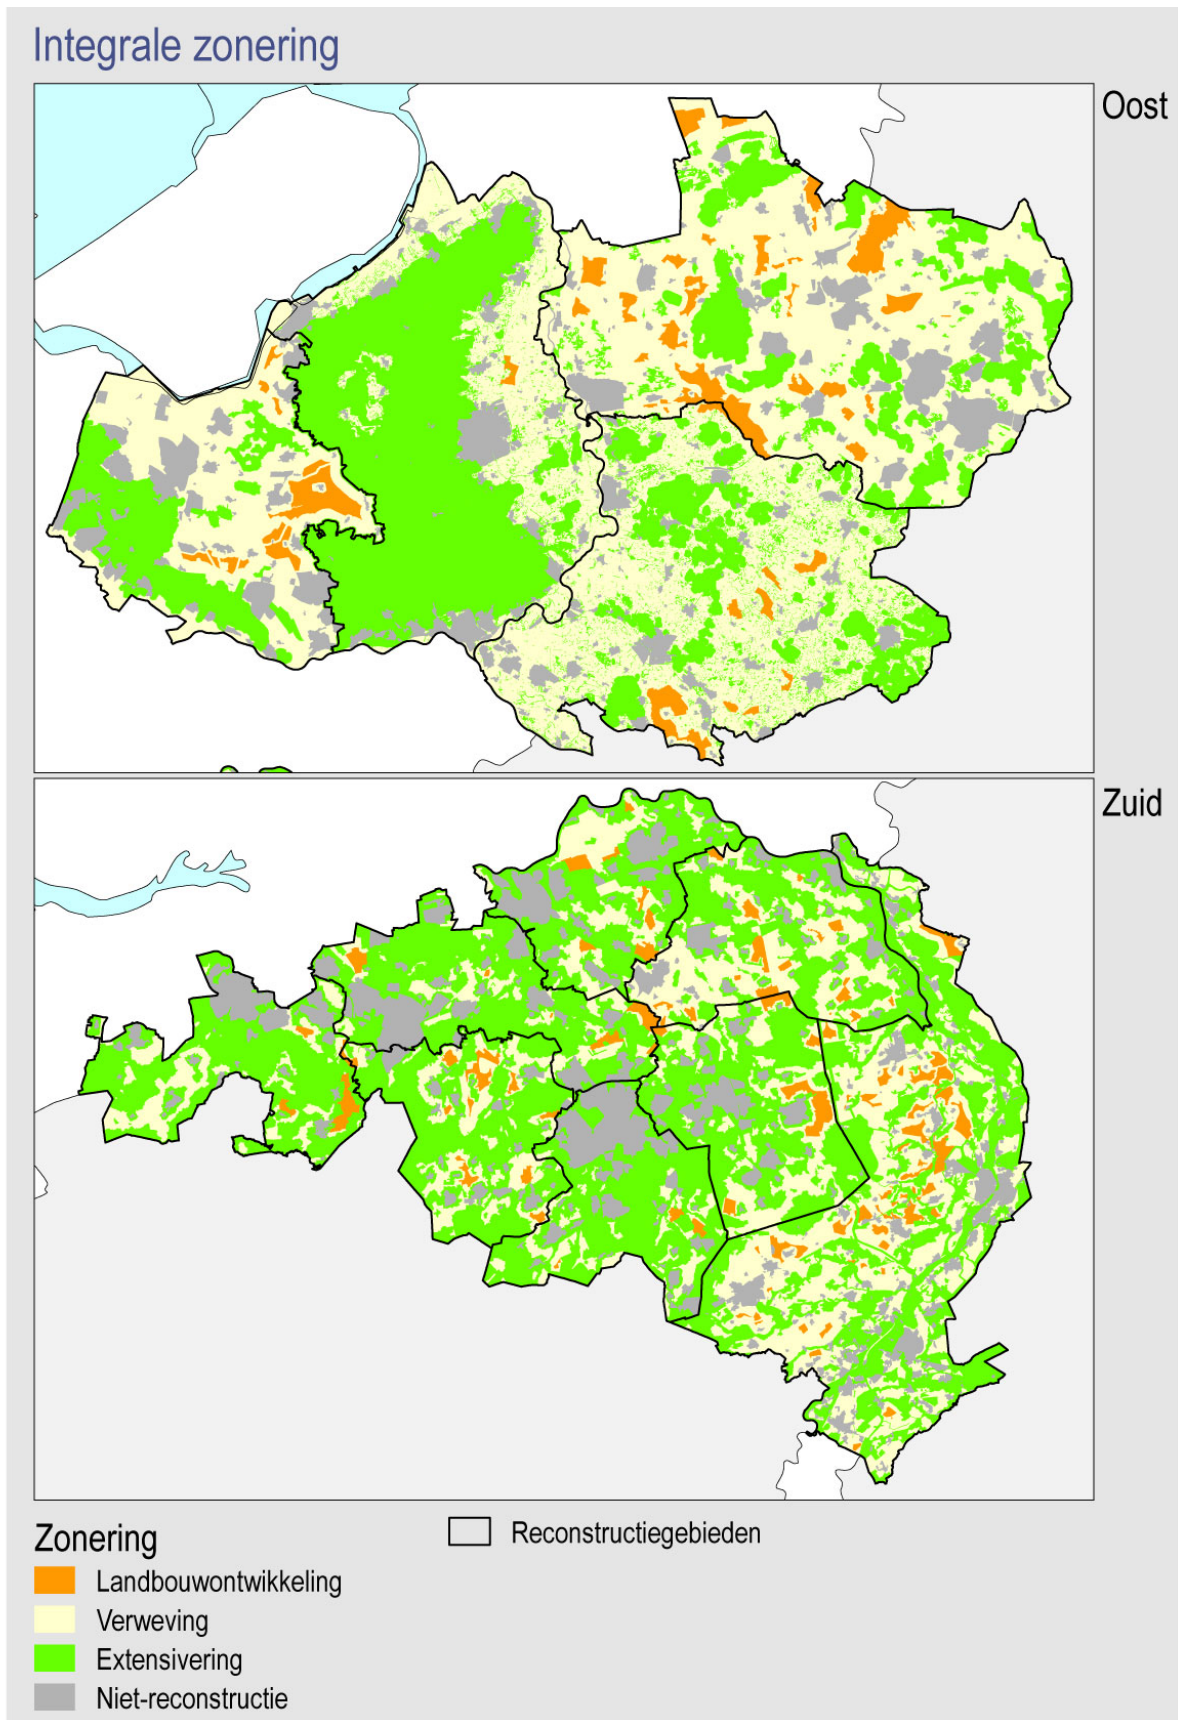 Integrale zonering
Oost
Zuid
Zonering
Reconstructiegebieden
Landbouwontwikkeling
Verweving
Extensivering
Niet-reconstructie